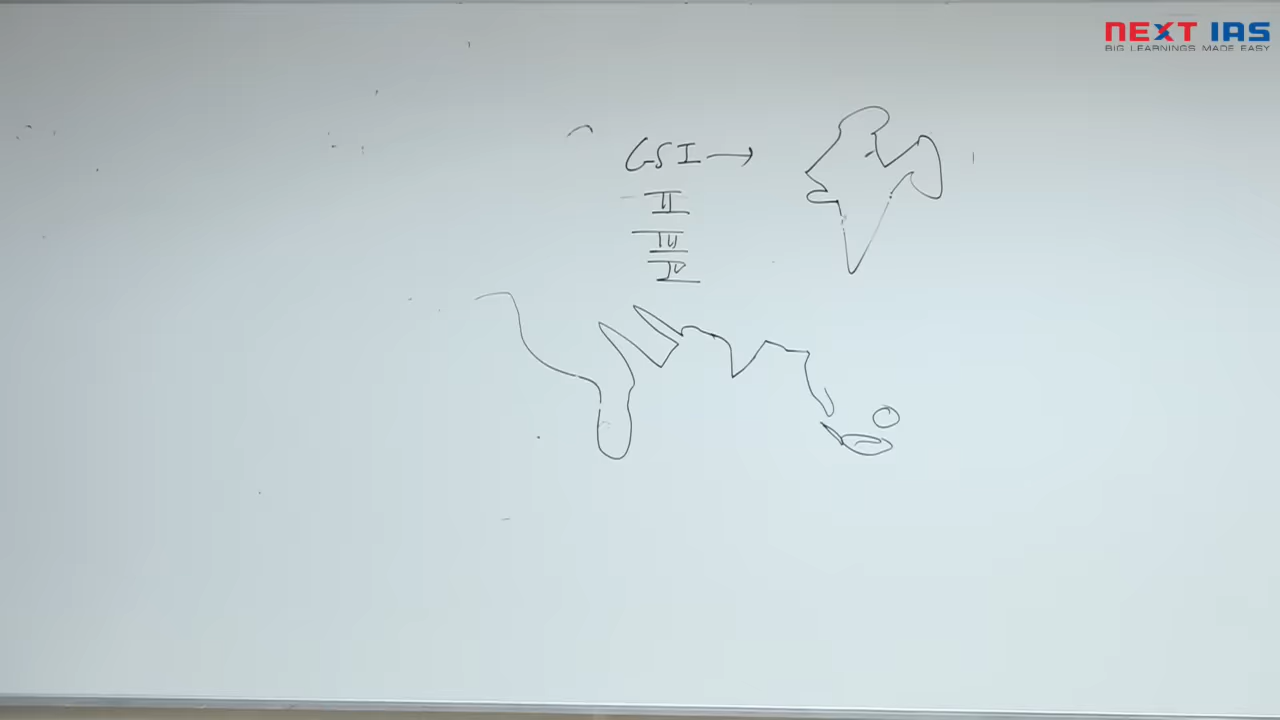 NEXT IAS
BIG LEARNINGS MADE EASY
GSI →
II
III
IV